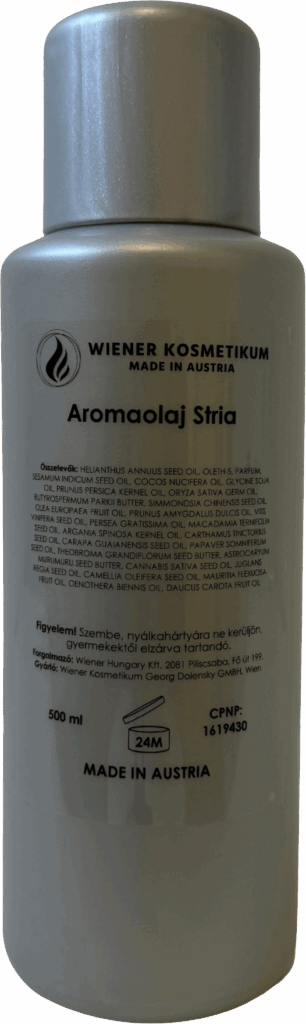 WIENER KOSMETIKUM
MADE IN AUSTRIA
Aromaolaj Stria
Összetevők: HELIANTHUS ANNUUS SEED OIL, OLETH-5, PARFUM,
SESAMUM INDICUM SEED OIL, COCOS NUCIFERA OIL, GLYCINE SOJA
OIL, PRUNUS PERSICA KERNEL OIL, ORYZA SATIVA GERM OIL,
BUTYROSPERMUM PARKII BUTTER, SIMMONDSIA CHINENSIS SEED OIL,
OLEA EUROPAEA FRUIT OIL, PRUNUS AMYGDALUS DULCIS OIL, VITIS
VINIFERA SEED OIL, PERSEA GRATISSIMA OIL, MACADAMIA TERNIFOLIA
SEED OIL, ARGANIA SPINOSA KERNEL OIL, CARTHAMUS TINCTORIUS
SEED OIL, CARAPA GUAIANENSIS SEED OIL, PAPAVER SOMNIFERUM
SEED OIL, THEOBROMA GRANDIFLORUM SEED BUTTER, ASTROCARYUM
MURUMURU SEED BUTTER, CANNABIS SATIVA SEED OIL, JUGLANS
REGIA SEED OIL, CAMELLIA OLEIFERA SEED OIL, MAURITIA FLEXUOSA
FRUIT OIL, OENOTHERA BIENNIS OIL, DAUCUS CAROTA FRUIT OIL
Figyelem! Szembe, nyálkahártyára ne kerüljön,
gyermekektől elzárva tartandó.
Forgalmazó: Wiener Hungary Kft. 2081 Piliscsaba, Fő út 199.
Gyártó: Wiener Kosmetikum Georg Dolensky GMBH, Wien
500 ml
24M
CPNP:
1619430
MADE IN AUSTRIA